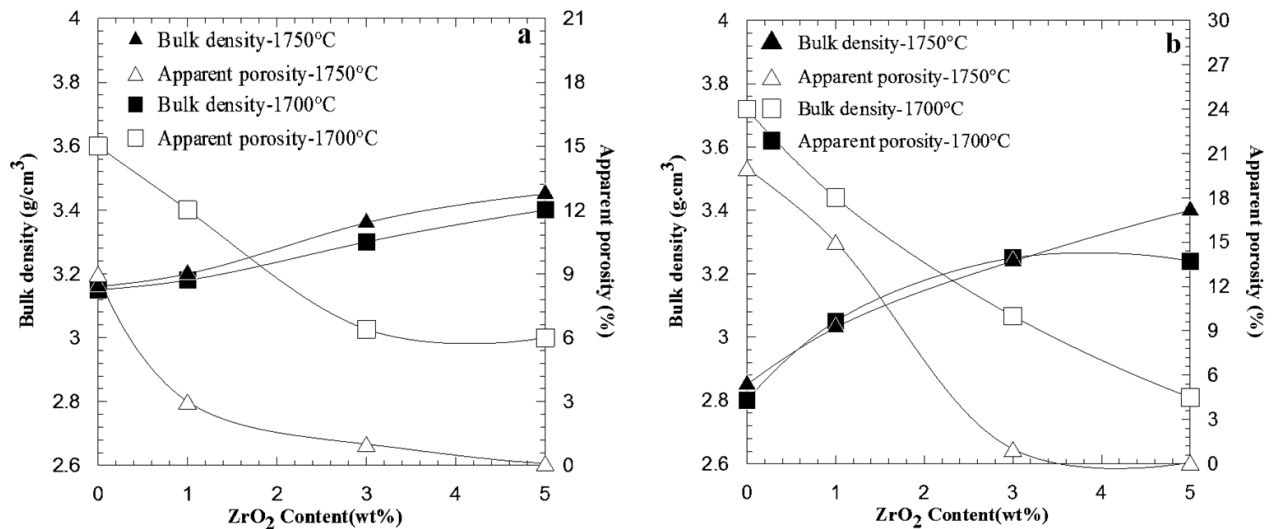 a
Bulk density-1750°C
Apparent porosity-1750°C
Bulk density-1700°C
Apparent porosity-1700°C
4
3.8
3.6
3.4
3.2
3
2.8
2.6
Bulk density (g/cm³)
21
18
15
12
9
6
3
0
Apparent porosity (%)
0 1 3 5
ZrO₂ Content(wt%)
b
Bulk density-1750°C
Apparent porosity-1750°C
Bulk density-1700°C
Apparent porosity-1700°C
4
3.8
3.6
3.4
3.2
3
2.8
2.6
Bulk density (g.cm³)
30
27
24
21
18
15
12
9
6
3
0
Apparent porosity (%)
0 1 3 5
ZrO₂ Content(wt%)